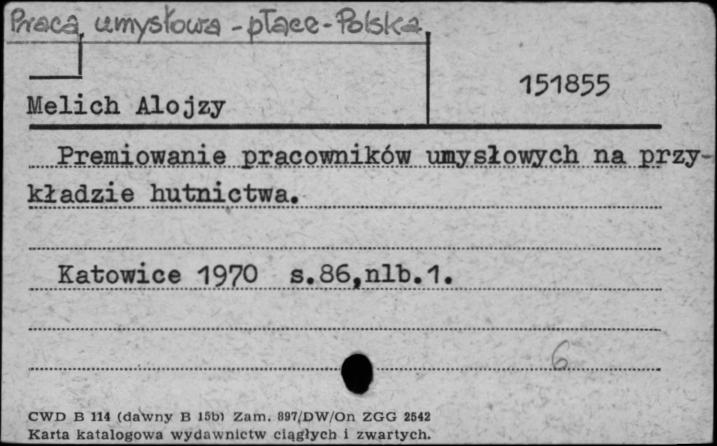 Praca umysłowa - płace - Polska
151855
Melich Alojzy
Premiowanie pracowników umysłowych na przy-
kładzie hutnictwa.
Katowice 1970 s.86,nlb.1.
6
CWD B 114 (dawny B 15b) Zam. 897/DW/On ZGG 2542
Karta katalogowa wydawnictw ciągłych i zwartych.